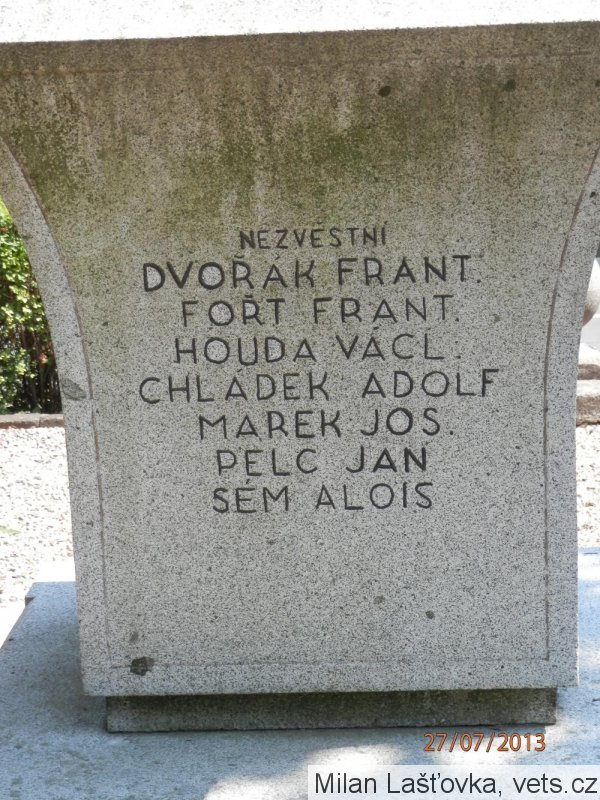 NEZVĚSTNÍ
DVOŘÁK FRANT.
FOŘT FRANT.
HOUDA VÁCL.
CHLÁDEK ADOLF
MAREK JOS.
PELC JAN
SÉM ALOIS
27/07/2013
Milan Lašťovka, vets.cz